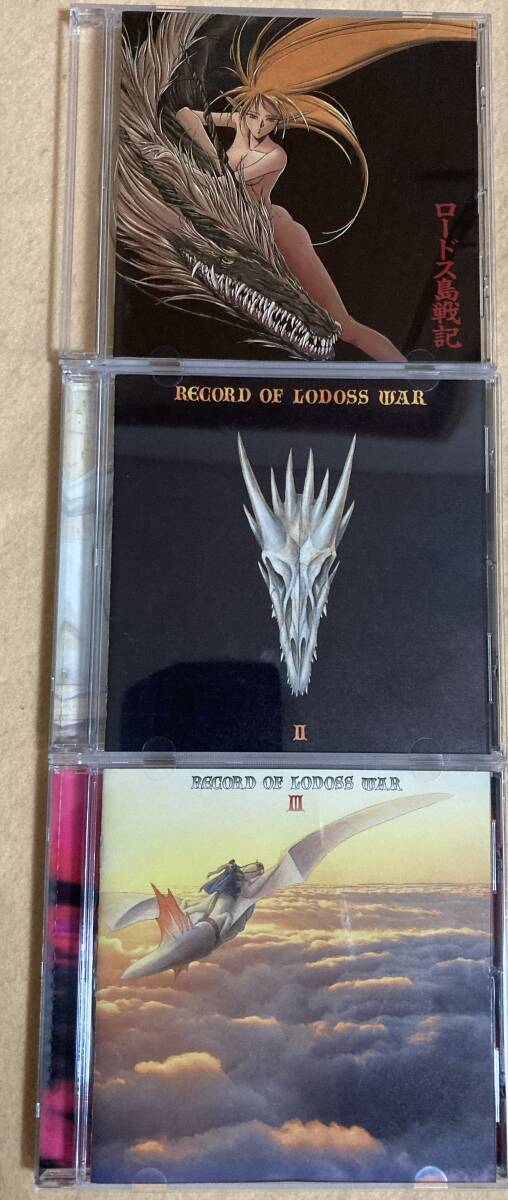 ロードス島戦記
RECORD OF LODOSS WAR
II
RECORD OF LODOSS WAR
III